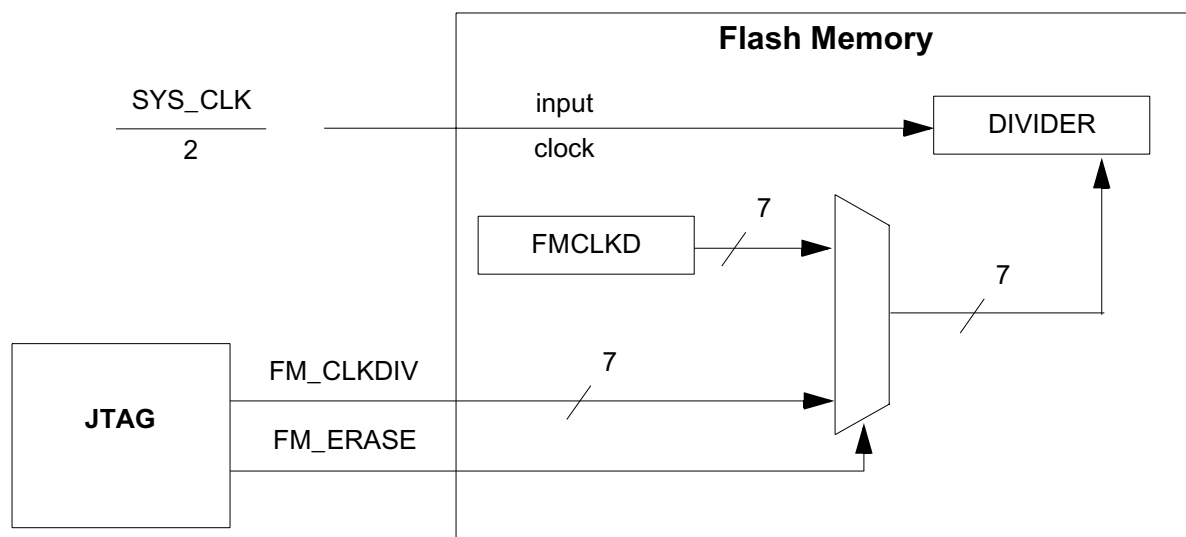 Flash Memory
SYS_CLK
2
input
clock
DIVIDER
7
FMCLKD
7
FM_CLKDIV
7
JTAG
FM_ERASE